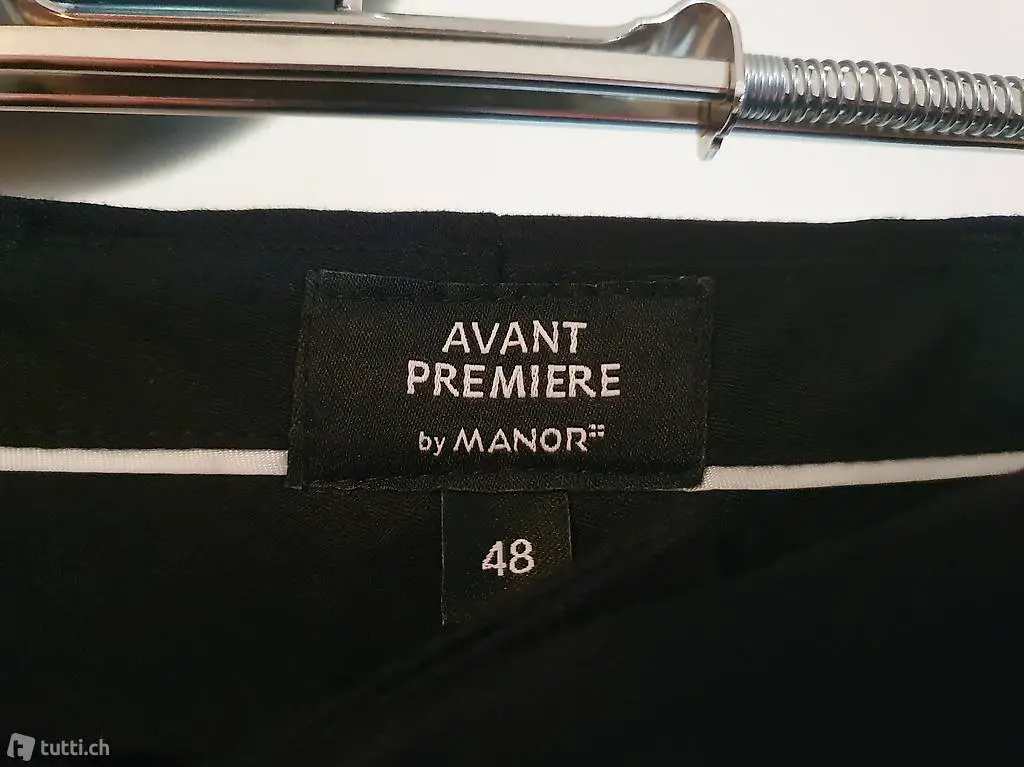 AVANT
PREMIERE
by MANOR
48
tutti.ch